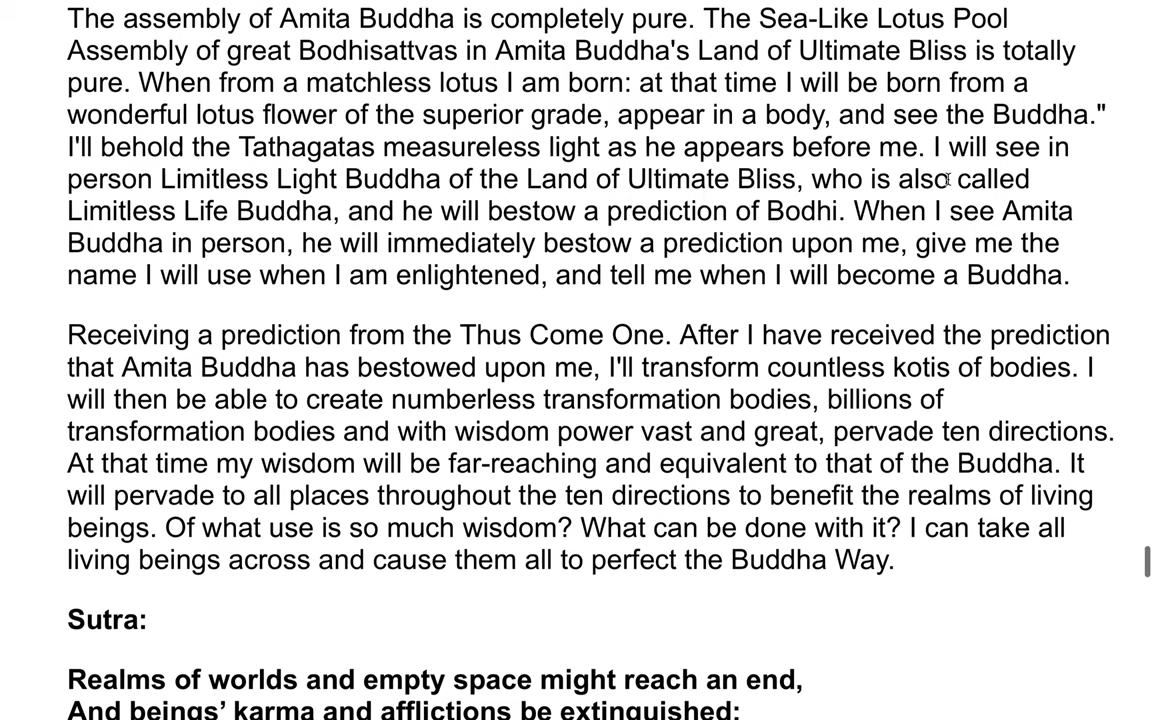 The assembly of Amita Buddha is completely pure. The Sea-Like Lotus Pool
Assembly of great Bodhisattvas in Amita Buddha's Land of Ultimate Bliss is totally
pure. When from a matchless lotus I am born: at that time I will be born from a
wonderful lotus flower of the superior grade, appear in a body, and see the Buddha."
I'll behold the Tathagatas measureless light as he appears before me. I will see in
person Limitless Light Buddha of the Land of Ultimate Bliss, who is also called
Limitless Life Buddha, and he will bestow a prediction of Bodhi. When I see Amita
Buddha in person, he will immediately bestow a prediction upon me, give me the
name I will use when I am enlightened, and tell me when I will become a Buddha.
Receiving a prediction from the Thus Come One. After I have received the prediction
that Amita Buddha has bestowed upon me, I'll transform countless kotis of bodies. I
will then be able to create numberless transformation bodies, billions of
transformation bodies and with wisdom power vast and great, pervade ten directions.
At that time my wisdom will be far-reaching and equivalent to that of the Buddha. It
will pervade to all places throughout the ten directions to benefit the realms of living
beings. Of what use is so much wisdom? What can be done with it? I can take all
living beings across and cause them all to perfect the Buddha Way.
Sutra:
Realms of worlds and empty space might reach an end,
And beings’ karma and afflictions be extinguished;